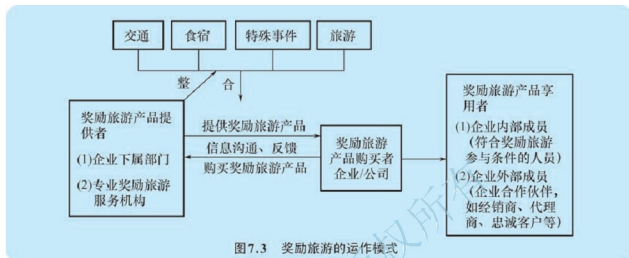 交通
食宿
特殊事件
旅游
整 合
奖励旅游产品提
供者
(1)企业下属部门
(2)专业奖励旅游
服务机构
提供奖励旅游产品
信息沟通、反馈
购买奖励旅游产品
奖励旅游
产品购买者
企业/公司
奖励旅游产品享
用者
(1)企业内部成员
(符合奖励旅游
参与条件的人员)
(2)企业外部成员
(企业合作伙伴,
如经销商、代理
商、忠诚客户等)
权所有
图7.3 奖励旅游的运作模式